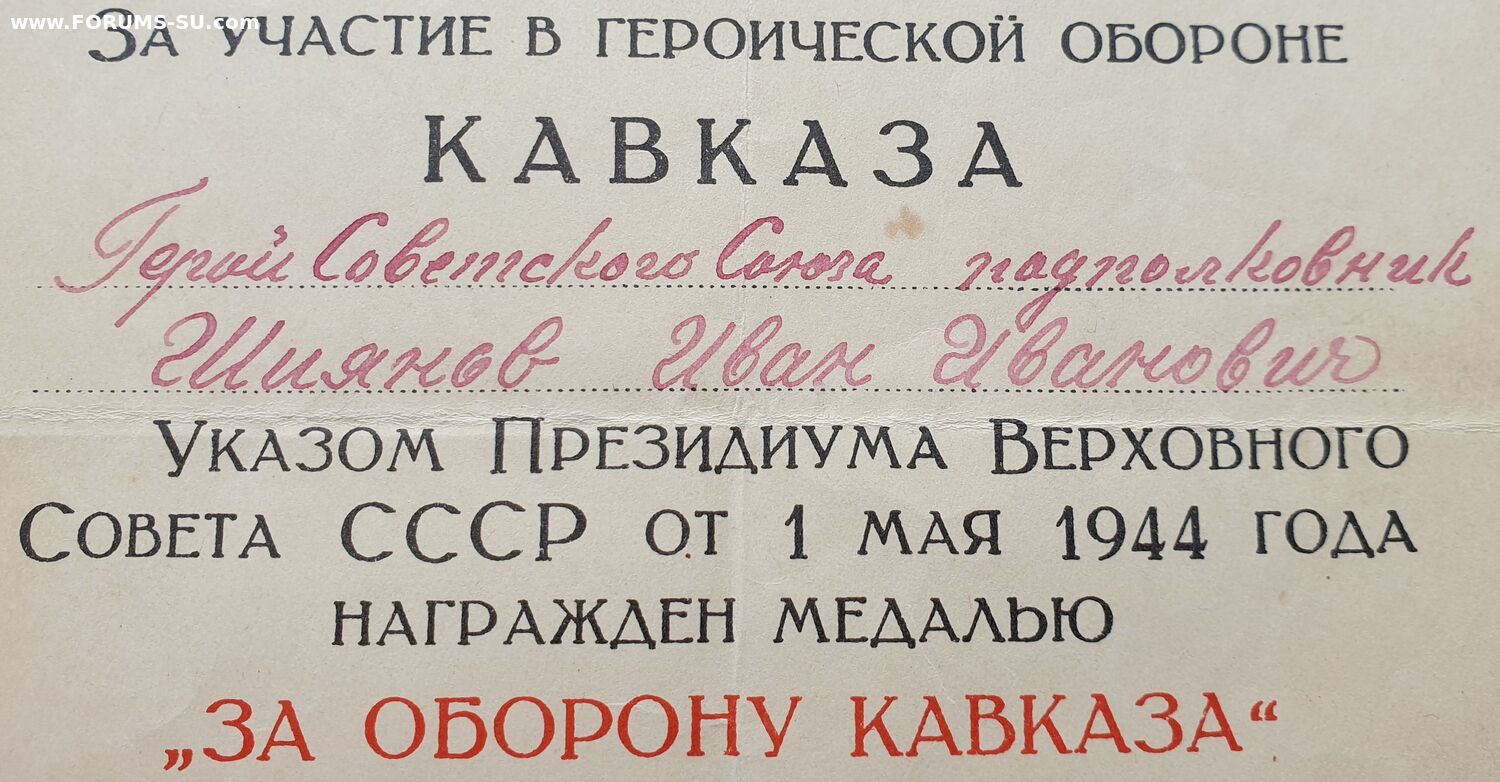 www.FORUMS-SU.com
За участие в героической обороне
КАВКАЗА
Герой Советского Союза подполковник
Шиянов Иван Иванович
Указом Президиума Верховного
Совета СССР от 1 мая 1944 года
награжден медалью
„ЗА ОБОРОНУ КАВКАЗА“